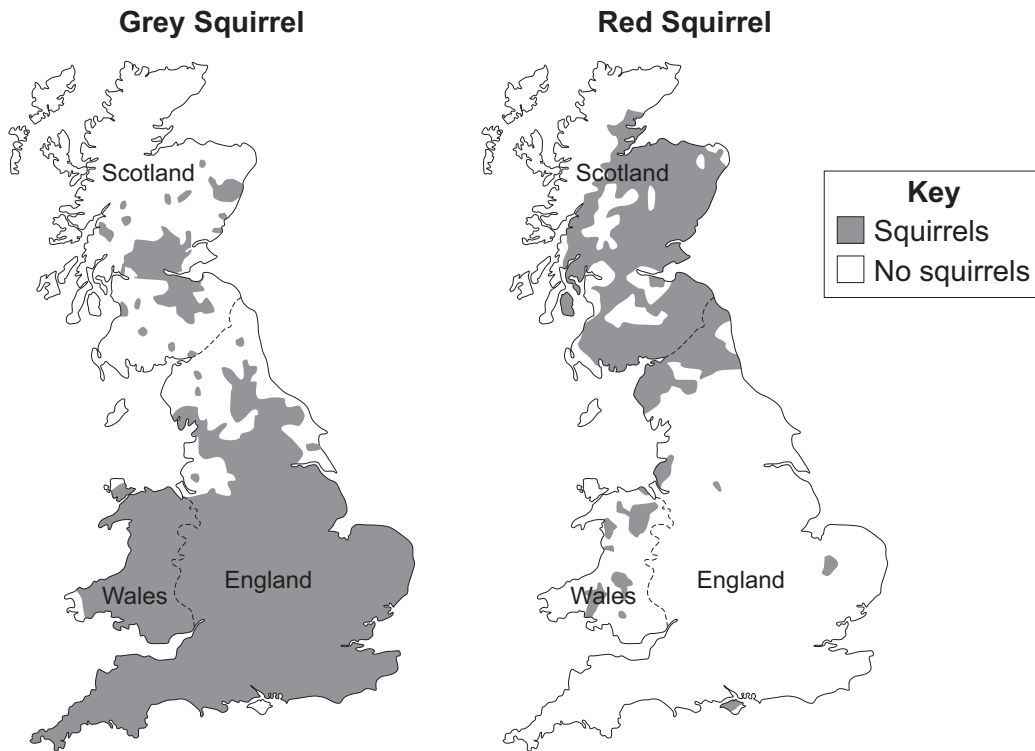 Grey Squirrel
Red Squirrel
Scotland
Scotland
Key
Squirrels
No squirrels
Wales
England
Wales
England